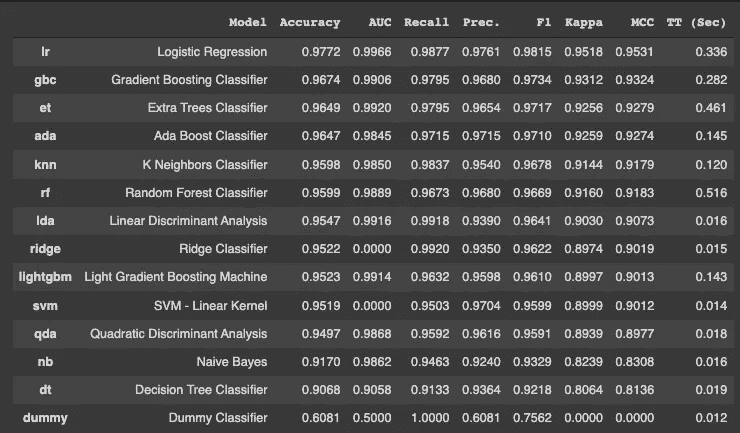 Model Accuracy AUC Recall Prec. F1 Kappa MCC TT (Sec)
lr Logistic Regression 0.9772 0.9966 0.9877 0.9761 0.9815 0.9518 0.9531 0.336
gbc Gradient Boosting Classifier 0.9674 0.9906 0.9795 0.9680 0.9734 0.9312 0.9324 0.282
et Extra Trees Classifier 0.9649 0.9920 0.9795 0.9654 0.9717 0.9256 0.9279 0.461
ada Ada Boost Classifier 0.9647 0.9845 0.9715 0.9715 0.9710 0.9259 0.9274 0.145
knn K Neighbors Classifier 0.9598 0.9850 0.9837 0.9540 0.9678 0.9144 0.9179 0.120
rf Random Forest Classifier 0.9599 0.9889 0.9673 0.9680 0.9669 0.9160 0.9183 0.516
lda Linear Discriminant Analysis 0.9547 0.9916 0.9918 0.9390 0.9641 0.9030 0.9073 0.016
ridge Ridge Classifier 0.9522 0.0000 0.9920 0.9350 0.9622 0.8974 0.9019 0.015
lightgbm Light Gradient Boosting Machine 0.9523 0.9914 0.9632 0.9598 0.9610 0.8997 0.9013 0.143
svm SVM - Linear Kernel 0.9519 0.0000 0.9503 0.9704 0.9599 0.8999 0.9012 0.014
qda Quadratic Discriminant Analysis 0.9497 0.9868 0.9592 0.9616 0.9591 0.8939 0.8977 0.018
nb Naive Bayes 0.9170 0.9862 0.9463 0.9240 0.9329 0.8239 0.8308 0.016
dt Decision Tree Classifier 0.9068 0.9058 0.9133 0.9364 0.9218 0.8064 0.8136 0.019
dummy Dummy Classifier 0.6081 0.5000 1.0000 0.6081 0.7562 0.0000 0.0000 0.012